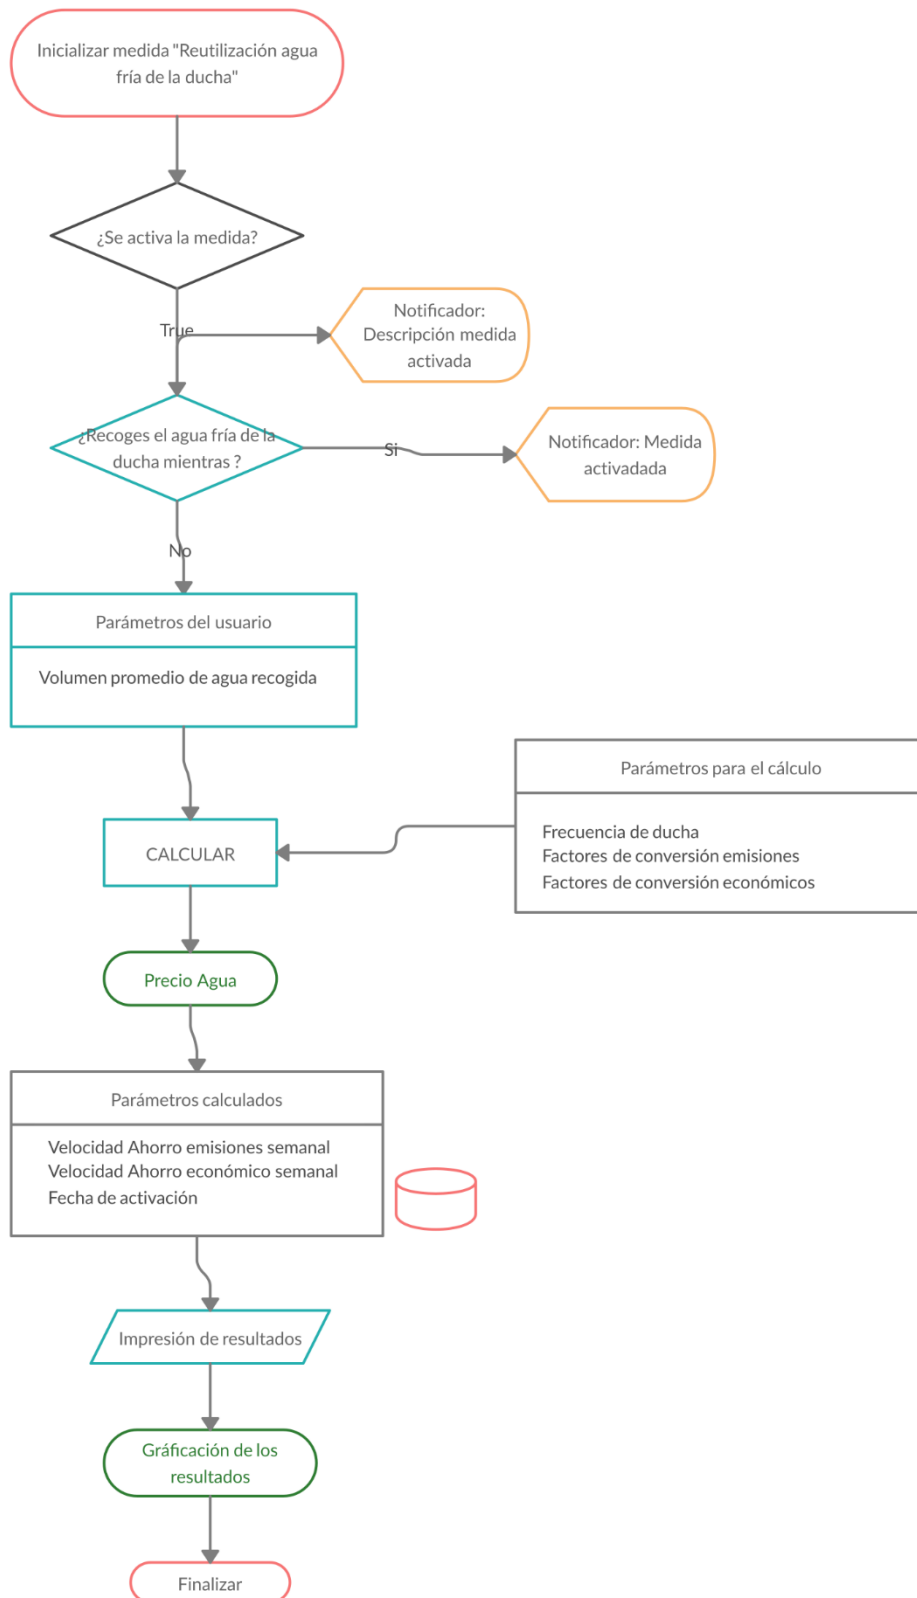 Inicializar medida "Reutilización agua
fría de la ducha"
¿Se activa la medida?
True
Notificador:
Descripción medida
activada
¿Recoges el agua fría de la
ducha mientras ?
Si
Notificador: Medida
activadada
No
Parámetros del usuario
Volumen promedio de agua recogida
Parámetros para el cálculo
Frecuencia de ducha
Factores de conversión emisiones
Factores de conversión económicos
CALCULAR
Precio Agua
Parámetros calculados
Velocidad Ahorro emisiones semanal
Velocidad Ahorro económico semanal
Fecha de activación
Impresión de resultados
Gráficación de los
resultados
Finalizar